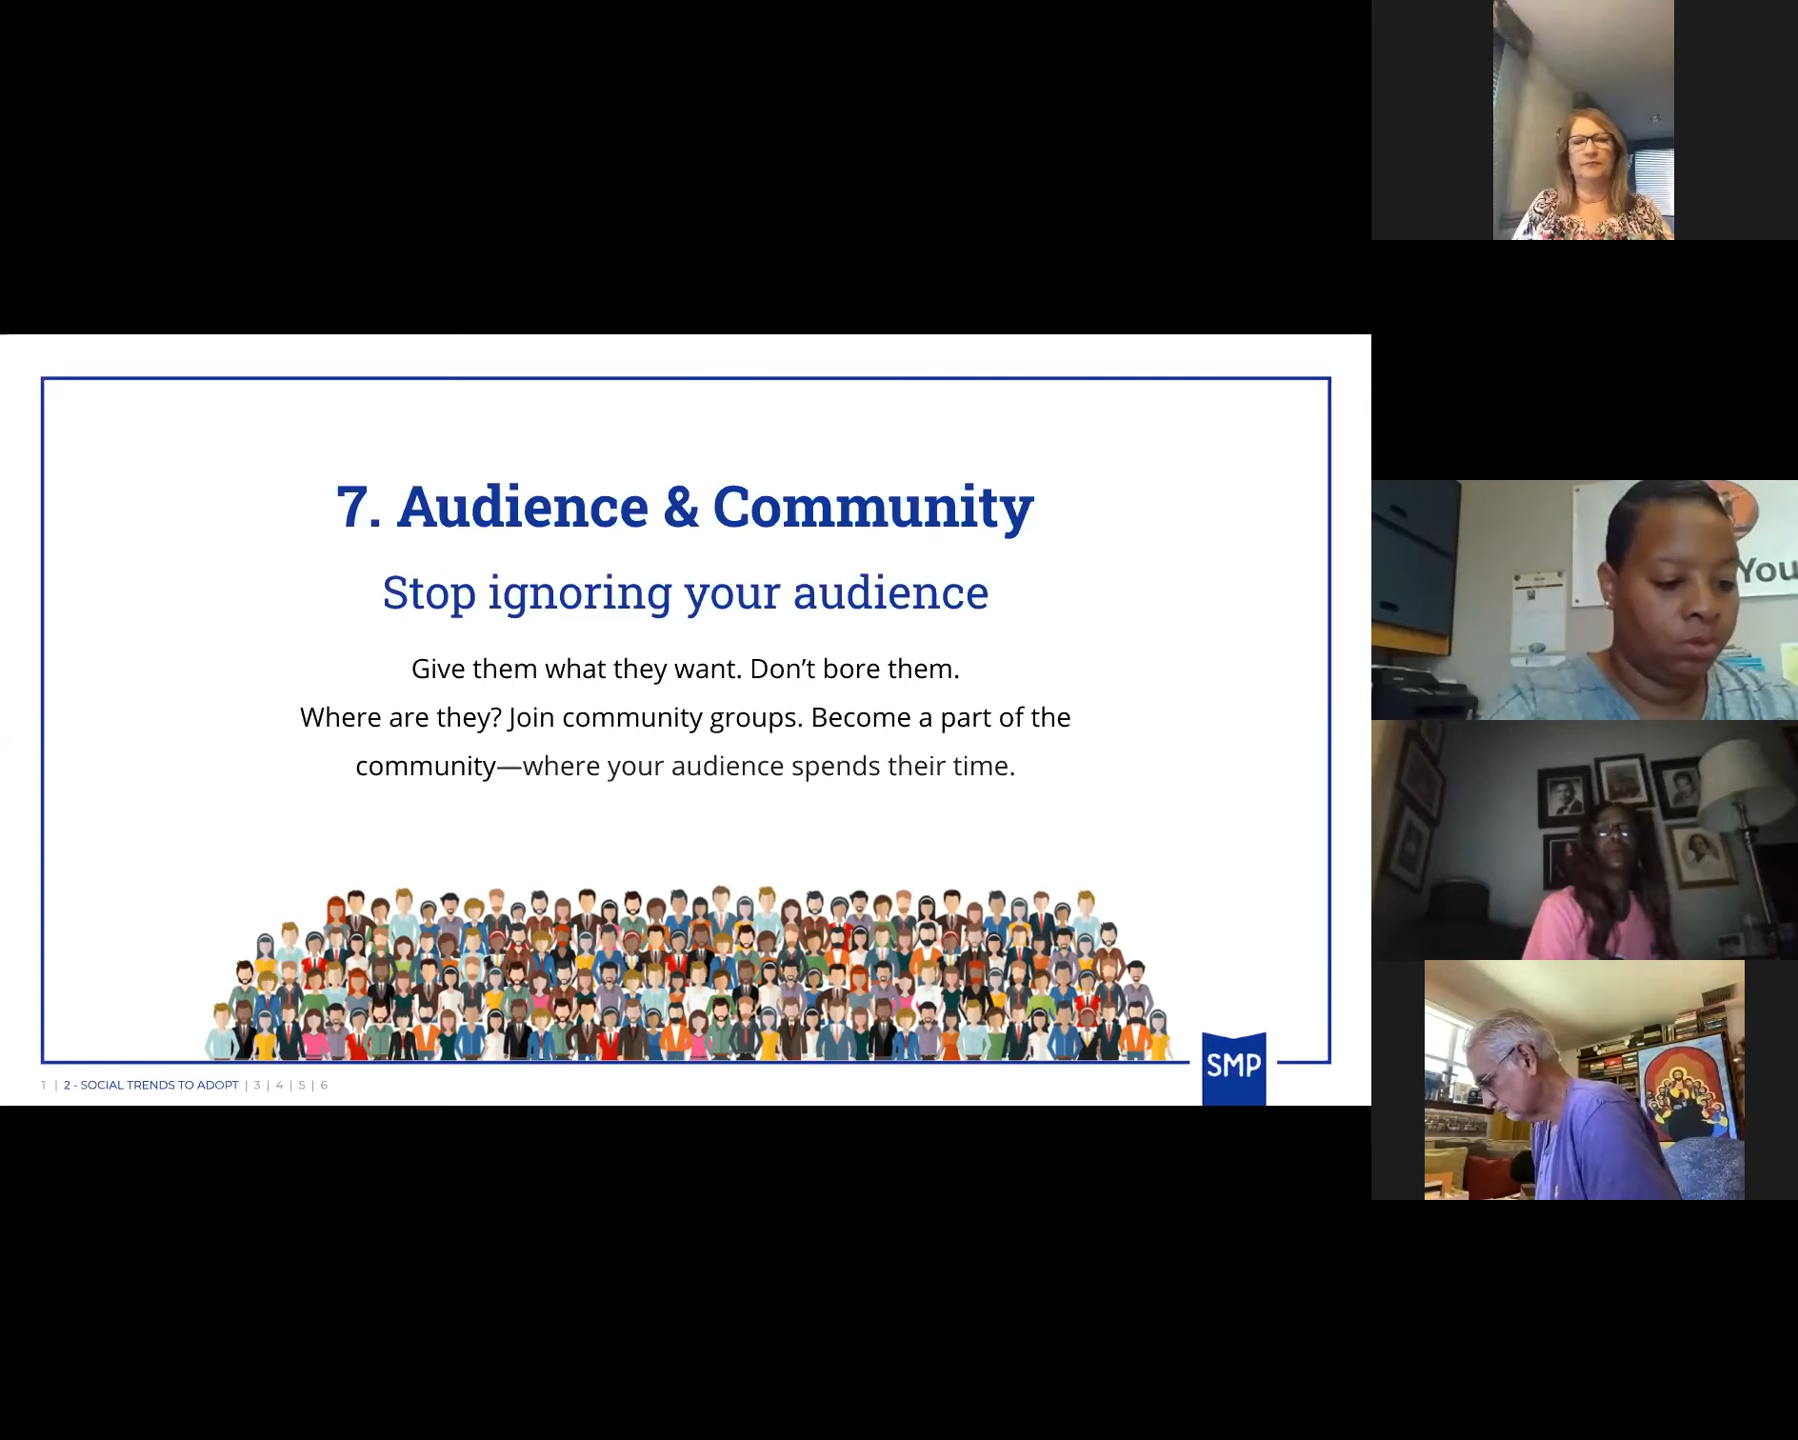 7. Audience & Community
Stop ignoring your audience
Give them what they want. Don’t bore them.
Where are they? Join community groups. Become a part of the
community—where your audience spends their time.
SMP
1 | 2 - SOCIAL TRENDS TO ADOPT | 3 | 4 | 5 | 6
You